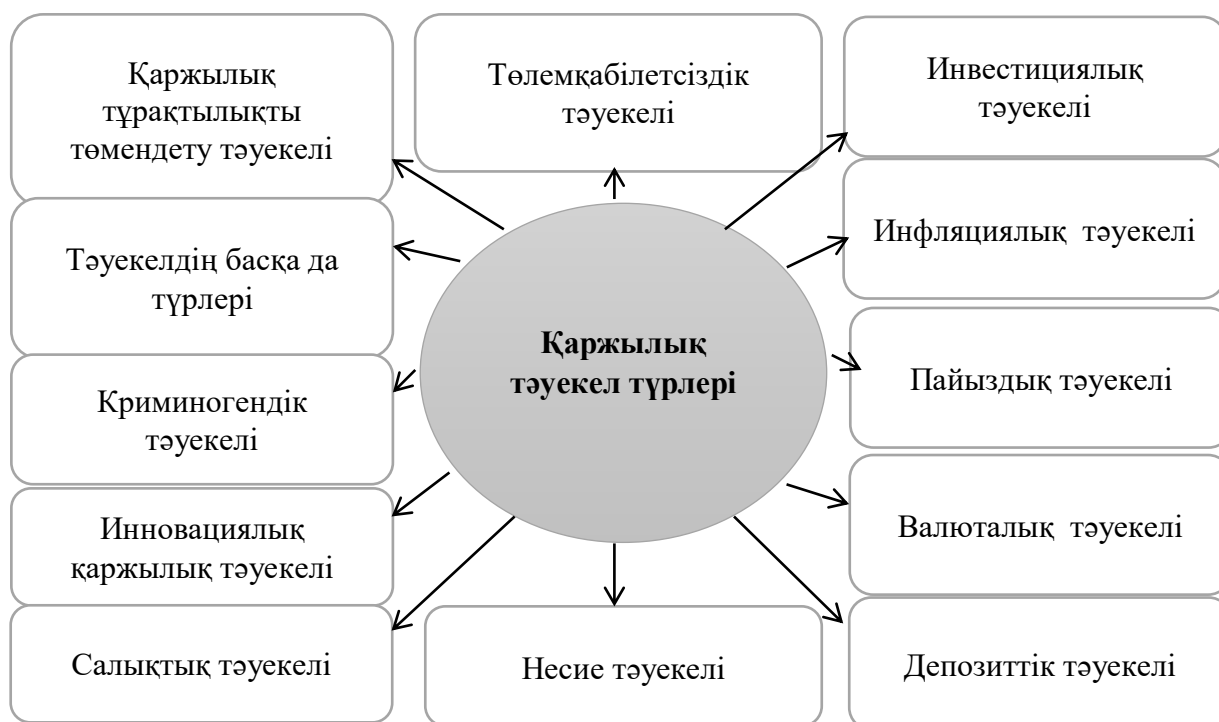 Қаржылық
тұрақтылықты
төмендету тәуекелі
Төлемқабілетсіздік
тәуекелі
Инвестициялық
тәуекелі
Тәуекелдің басқа да
түрлері
Инфляциялық  тәуекелі
Қаржылық
тәуекел түрлері
Пайыздық тәуекелі
Криминогендік
тәуекелі
Инновациялық
қаржылық тәуекелі
Валюталық  тәуекелі
Салықтық тәуекелі
Несие тәуекелі
Депозиттік тәуекелі